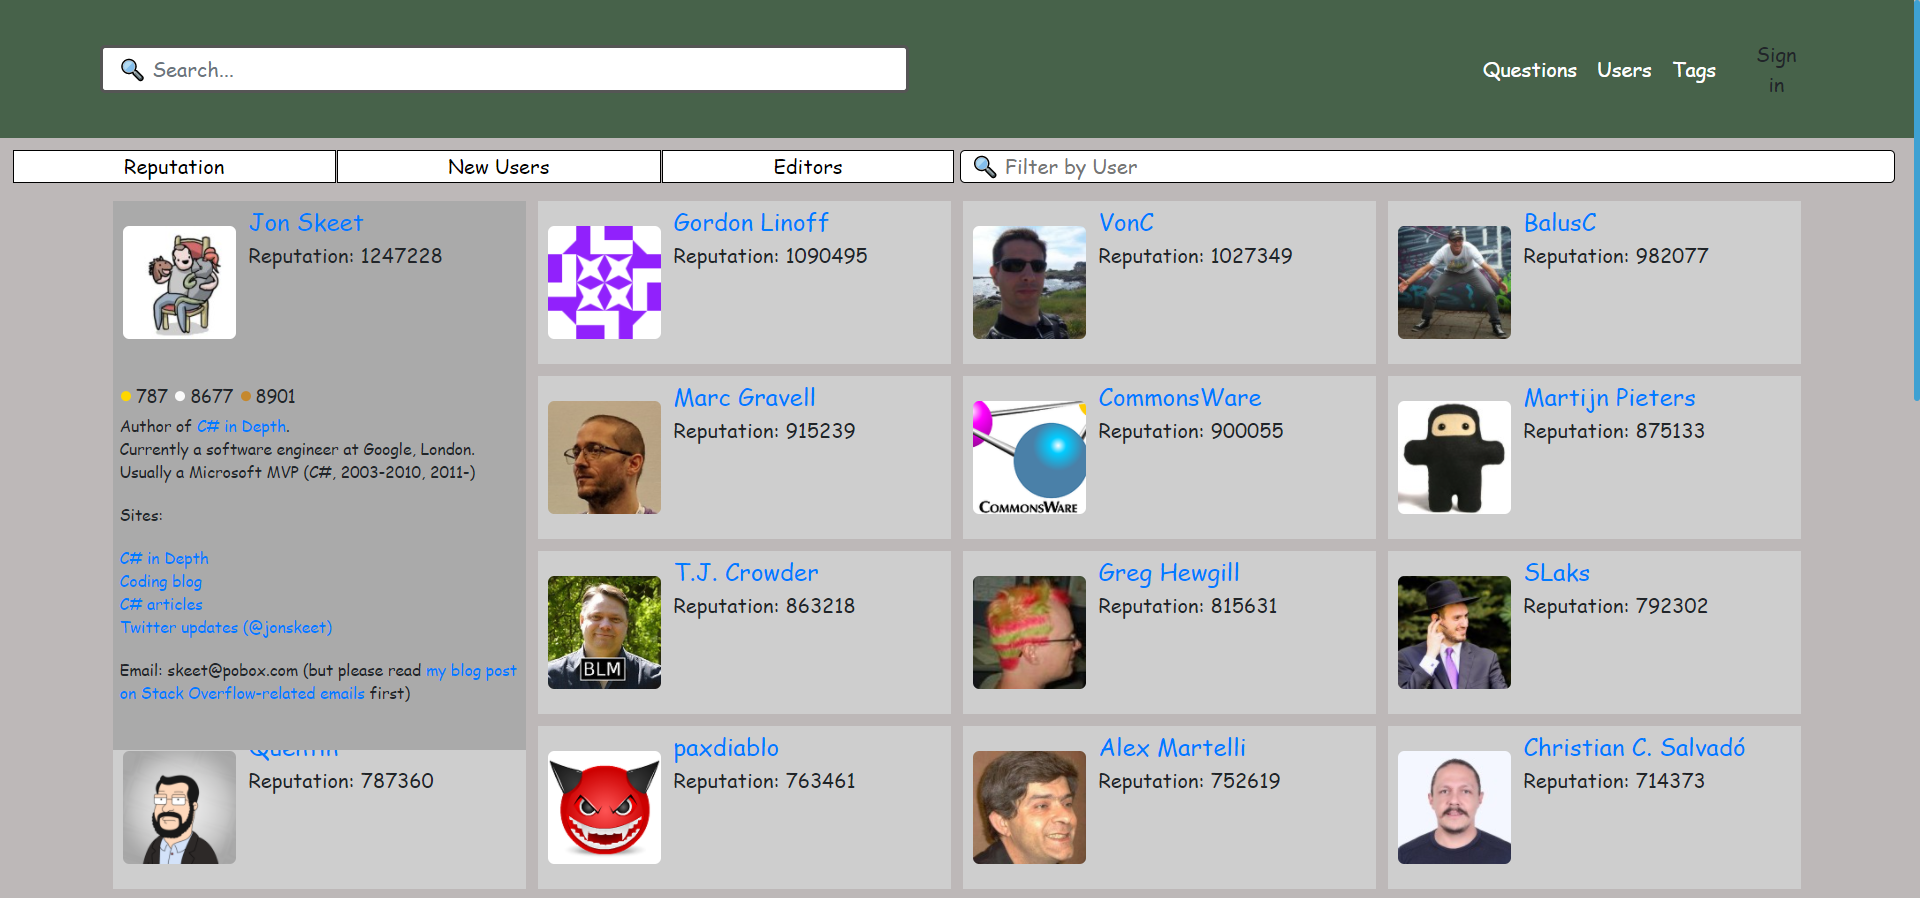 Search...
Questions Users Tags
Sign
in
Reputation New Users Editors Filter by User
Jon Skeet
Reputation: 1247228
787 8677 8901
Author of C# in Depth.
Currently a software engineer at Google, London.
Usually a Microsoft MVP (C#, 2003-2010, 2011-)
Sites:
C# in Depth
Coding blog
C# articles
Twitter updates (@jonskeet)
Email: skeet@pobox.com (but please read my blog post
on Stack Overflow-related emails first)
Gordon Linoff
Reputation: 1090495
VonC
Reputation: 1027349
BalusC
Reputation: 982077
Marc Gravell
Reputation: 915239
CommonsWare
Reputation: 900055
COMMONSWARE
Martijn Pieters
Reputation: 875133
T.J. Crowder
Reputation: 863218
BLM
Greg Hewgill
Reputation: 815631
SLaks
Reputation: 792302
Quentin
Reputation: 787360
paxdiablo
Reputation: 763461
Alex Martelli
Reputation: 752619
Christian C. Salvadó
Reputation: 714373